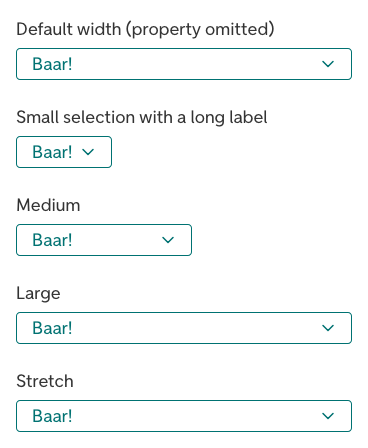 Default width (property omitted)
Baar!
Small selection with a long label
Baar!
Medium
Baar!
Large
Baar!
Stretch
Baar!